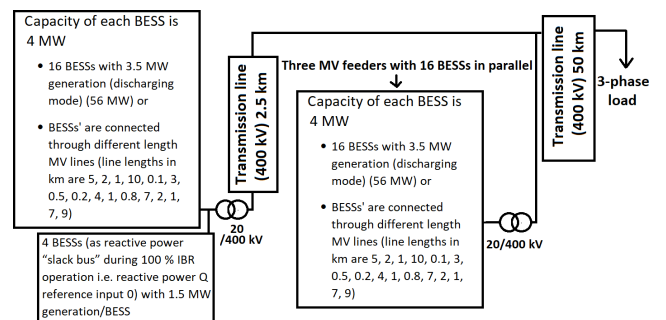 Capacity of each BESS is
4 MW
• 16 BESSs with 3.5 MW
generation (discharging
mode) (56 MW) or
• BESSs' are connected
through different length
MV lines (line lengths in
km are 5, 2, 1, 10, 0.1, 3,
0.5, 0.2, 4, 1, 0.8, 7, 2, 1,
7, 9)
4 BESSs (as reactive power
“slack bus” during 100 % IBR
operation i.e. reactive power Q
reference input 0) with 1.5 MW
generation/BESS
20
/400 kV
Transmission line
(400 kV) 2.5 km
Three MV feeders with 16 BESSs in parallel
Capacity of each BESS is
4 MW
• 16 BESSs with 3.5 MW
generation (discharging
mode) (56 MW) or
• BESSs' are connected
through different length
MV lines (line lengths in
km are 5, 2, 1, 10, 0.1, 3,
0.5, 0.2, 4, 1, 0.8, 7, 2, 1,
7, 9)
20/400 kV
Transmission line
(400 kV) 50 km
3-phase
load